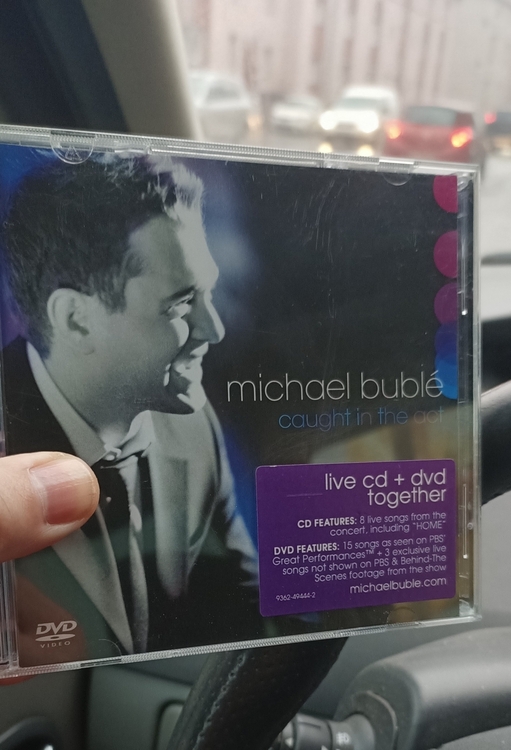 michael bublé
caught in the act
live cd + dvd
together
CD FEATURES: 8 live songs from the
concert, including "HOME"
DVD FEATURES: 15 songs as seen on PBS'
Great Performances™ + 3 exclusive live
songs not shown on PBS & Behind-The
Scenes footage from the show
michaelbuble.com
9362-49444-2
DVD
VIDEO